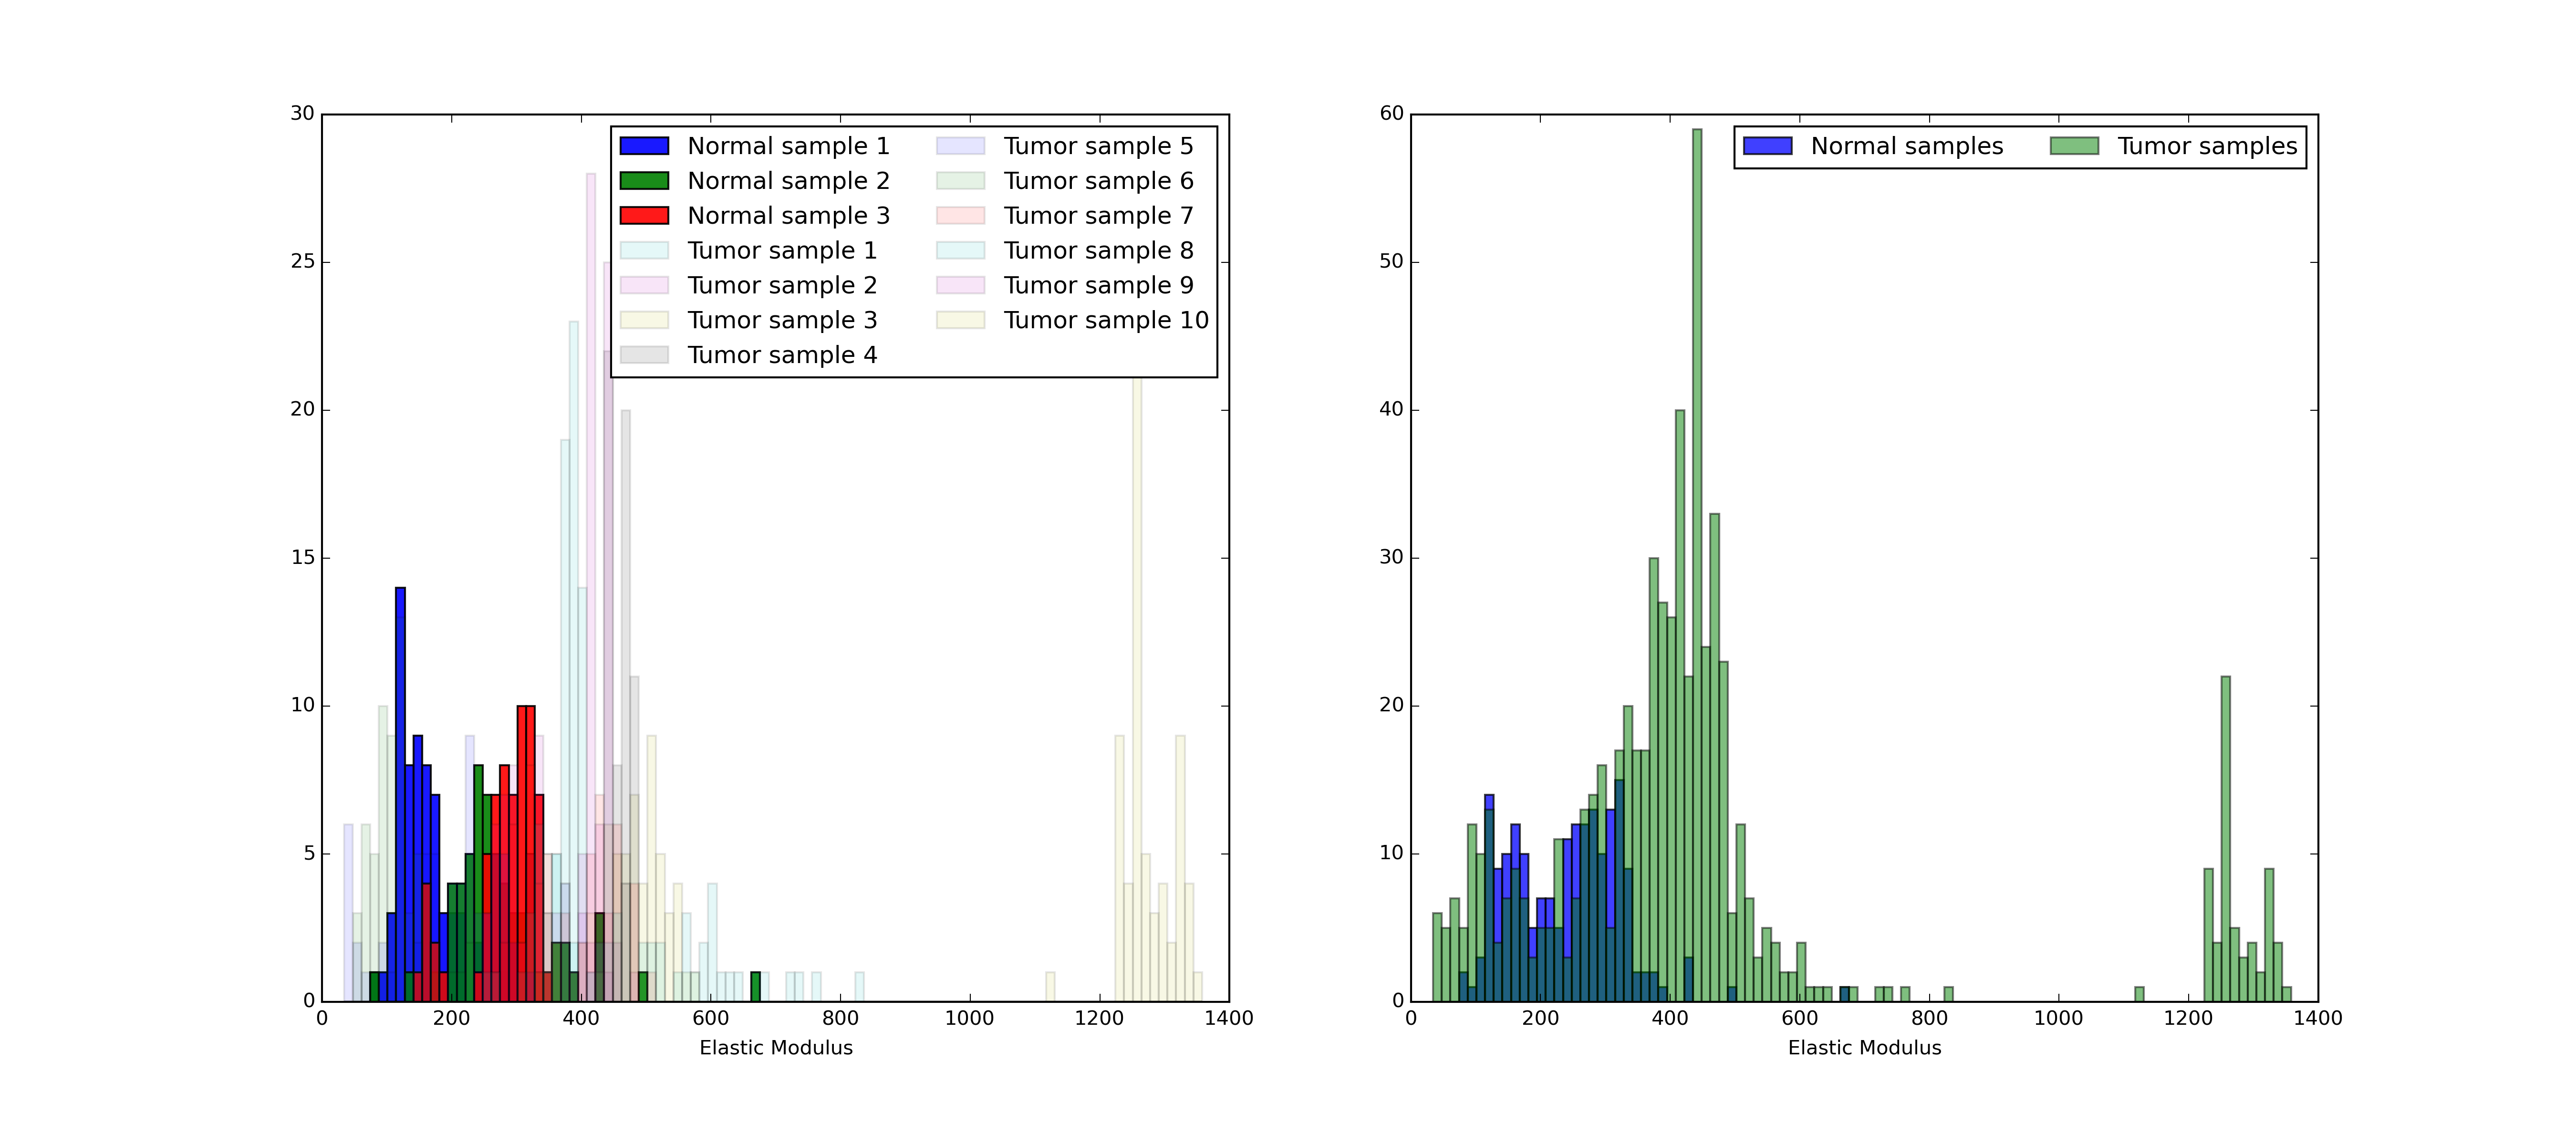 30
25
20
15
10
5
0
0 200 400 600 800 1000 1200 1400
Elastic Modulus
Normal sample 1
Normal sample 2
Normal sample 3
Tumor sample 1
Tumor sample 2
Tumor sample 3
Tumor sample 4
Tumor sample 5
Tumor sample 6
Tumor sample 7
Tumor sample 8
Tumor sample 9
Tumor sample 10
60
50
40
30
20
10
0
0 200 400 600 800 1000 1200 1400
Elastic Modulus
Normal samples
Tumor samples